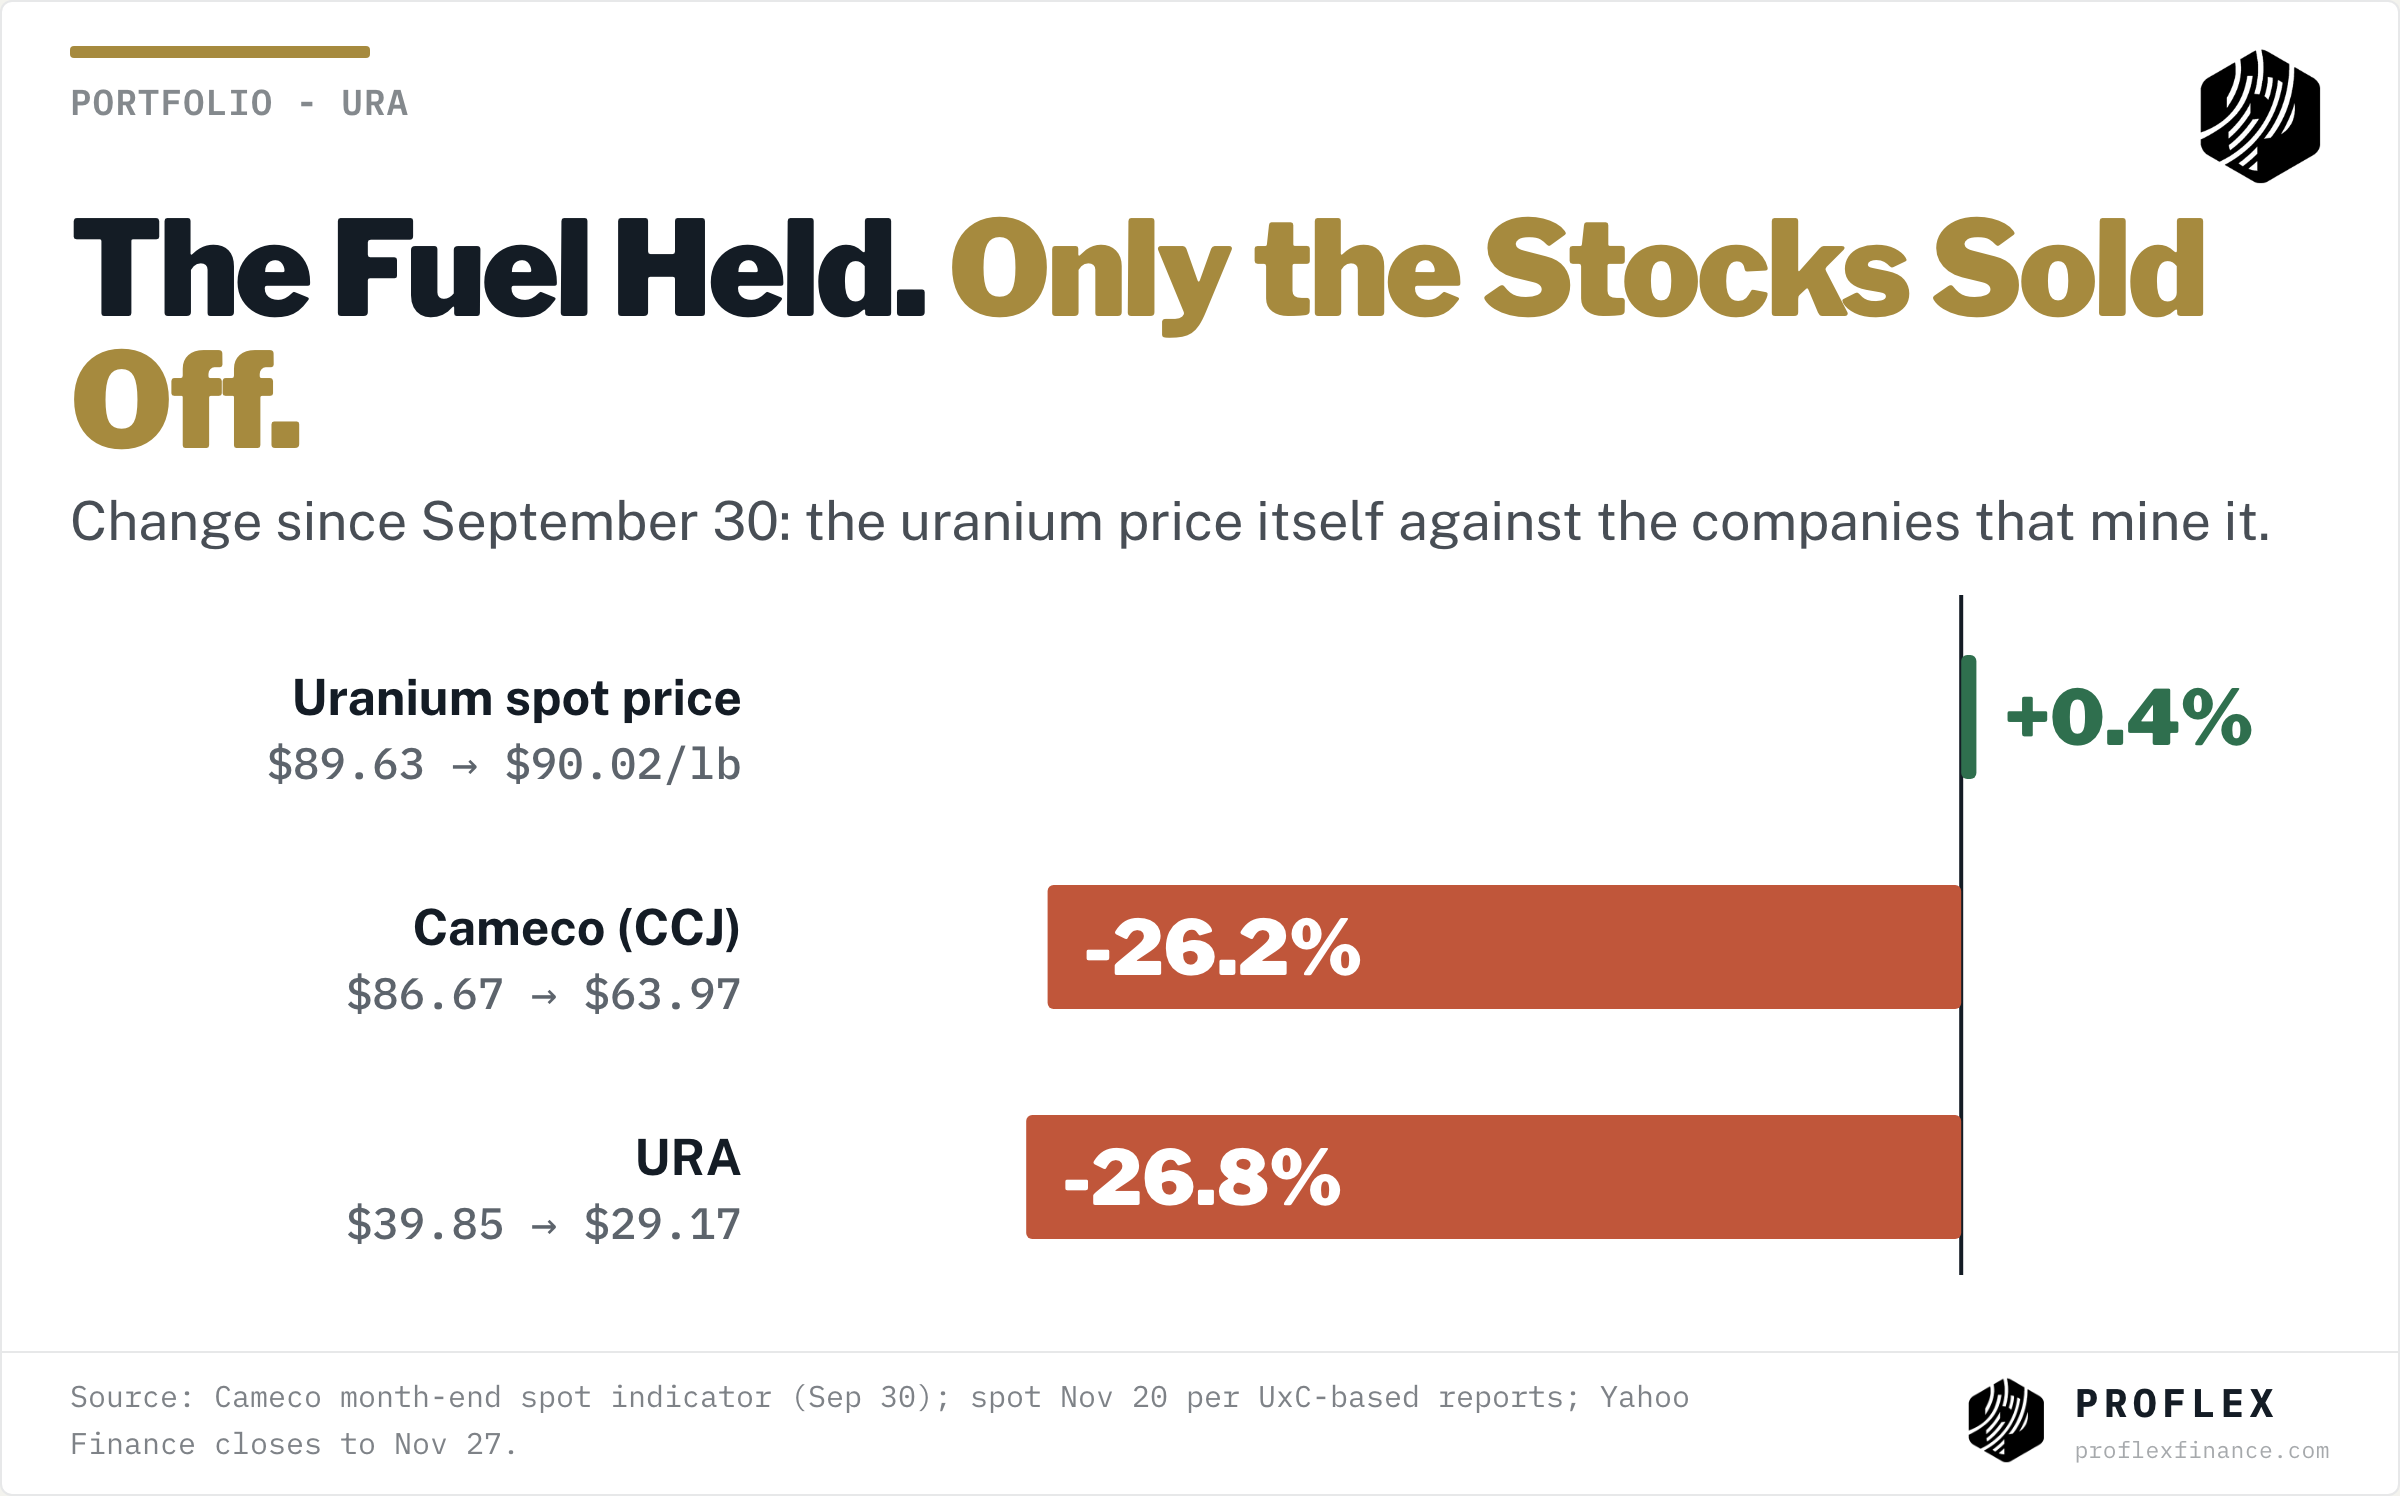 PORTFOLIO - URA
The Fuel Held. Only the Stocks Sold
Off.
Change since September 30: the uranium price itself against the companies that mine it.
Uranium spot price
$89.63 → $90.02/lb
+0.4%
Cameco (CCJ)
$86.67 → $63.97
-26.2%
URA
$39.85 → $29.17
-26.8%
Source: Cameco month-end spot indicator (Sep 30); spot Nov 20 per UxC-based reports; Yahoo
Finance closes to Nov 27.
PROFLEX
proflexfinance.com